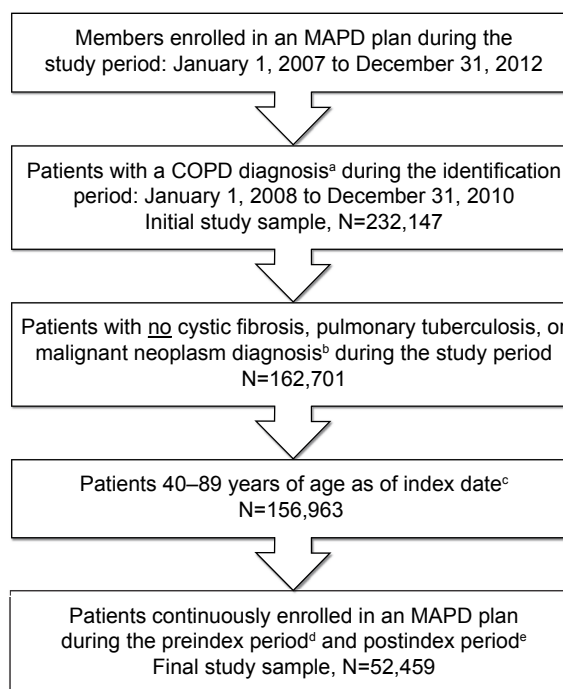 Members enrolled in an MAPD plan during the
study period: January 1, 2007 to December 31, 2012
Patients with a COPD diagnosisᵃ during the identification
period: January 1, 2008 to December 31, 2010
Initial study sample, N=232,147
Patients with no cystic fibrosis, pulmonary tuberculosis, or
malignant neoplasm diagnosisᵇ during the study period
N=162,701
Patients 40–89 years of age as of index dateᶜ
N=156,963
Patients continuously enrolled in an MAPD plan
during the preindex periodᵈ and postindex periodᵉ
Final study sample, N=52,459